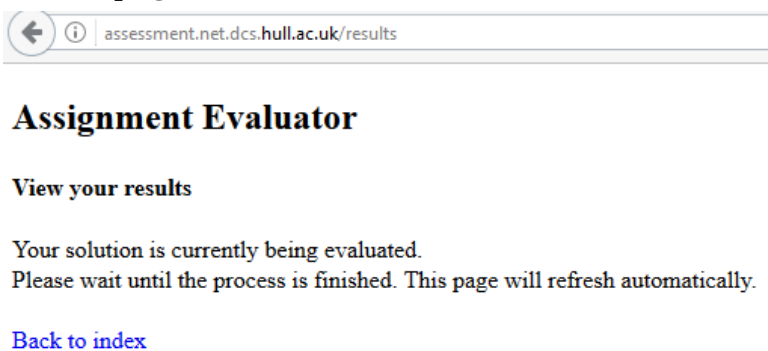 assessment.net.dcs.hull.ac.uk/results
Assignment Evaluator
View your results
Your solution is currently being evaluated.
Please wait until the process is finished. This page will refresh automatically.
Back to index